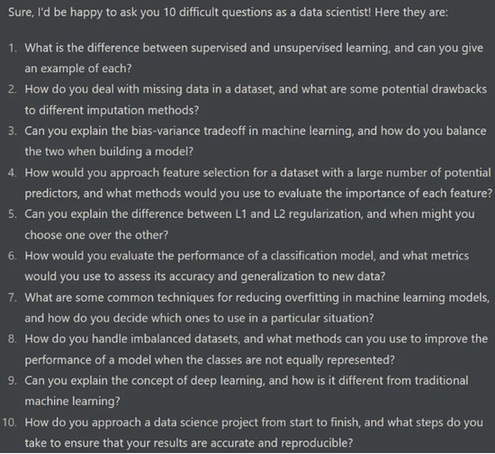 Sure, I'd be happy to ask you 10 difficult questions as a data scientist! Here they are:
1. What is the difference between supervised and unsupervised learning, and can you give
an example of each?
2. How do you deal with missing data in a dataset, and what are some potential drawbacks
to different imputation methods?
3. Can you explain the bias-variance tradeoff in machine learning, and how do you balance
the two when building a model?
4. How would you approach feature selection for a dataset with a large number of potential
predictors, and what methods would you use to evaluate the importance of each feature?
5. Can you explain the difference between L1 and L2 regularization, and when might you
choose one over the other?
6. How would you evaluate the performance of a classification model, and what metrics
would you use to assess its accuracy and generalization to new data?
7. What are some common techniques for reducing overfitting in machine learning models,
and how do you decide which ones to use in a particular situation?
8. How do you handle imbalanced datasets, and what methods can you use to improve the
performance of a model when the classes are not equally represented?
9. Can you explain the concept of deep learning, and how is it different from traditional
machine learning?
10. How do you approach a data science project from start to finish, and what steps do you
take to ensure that your results are accurate and reproducible?